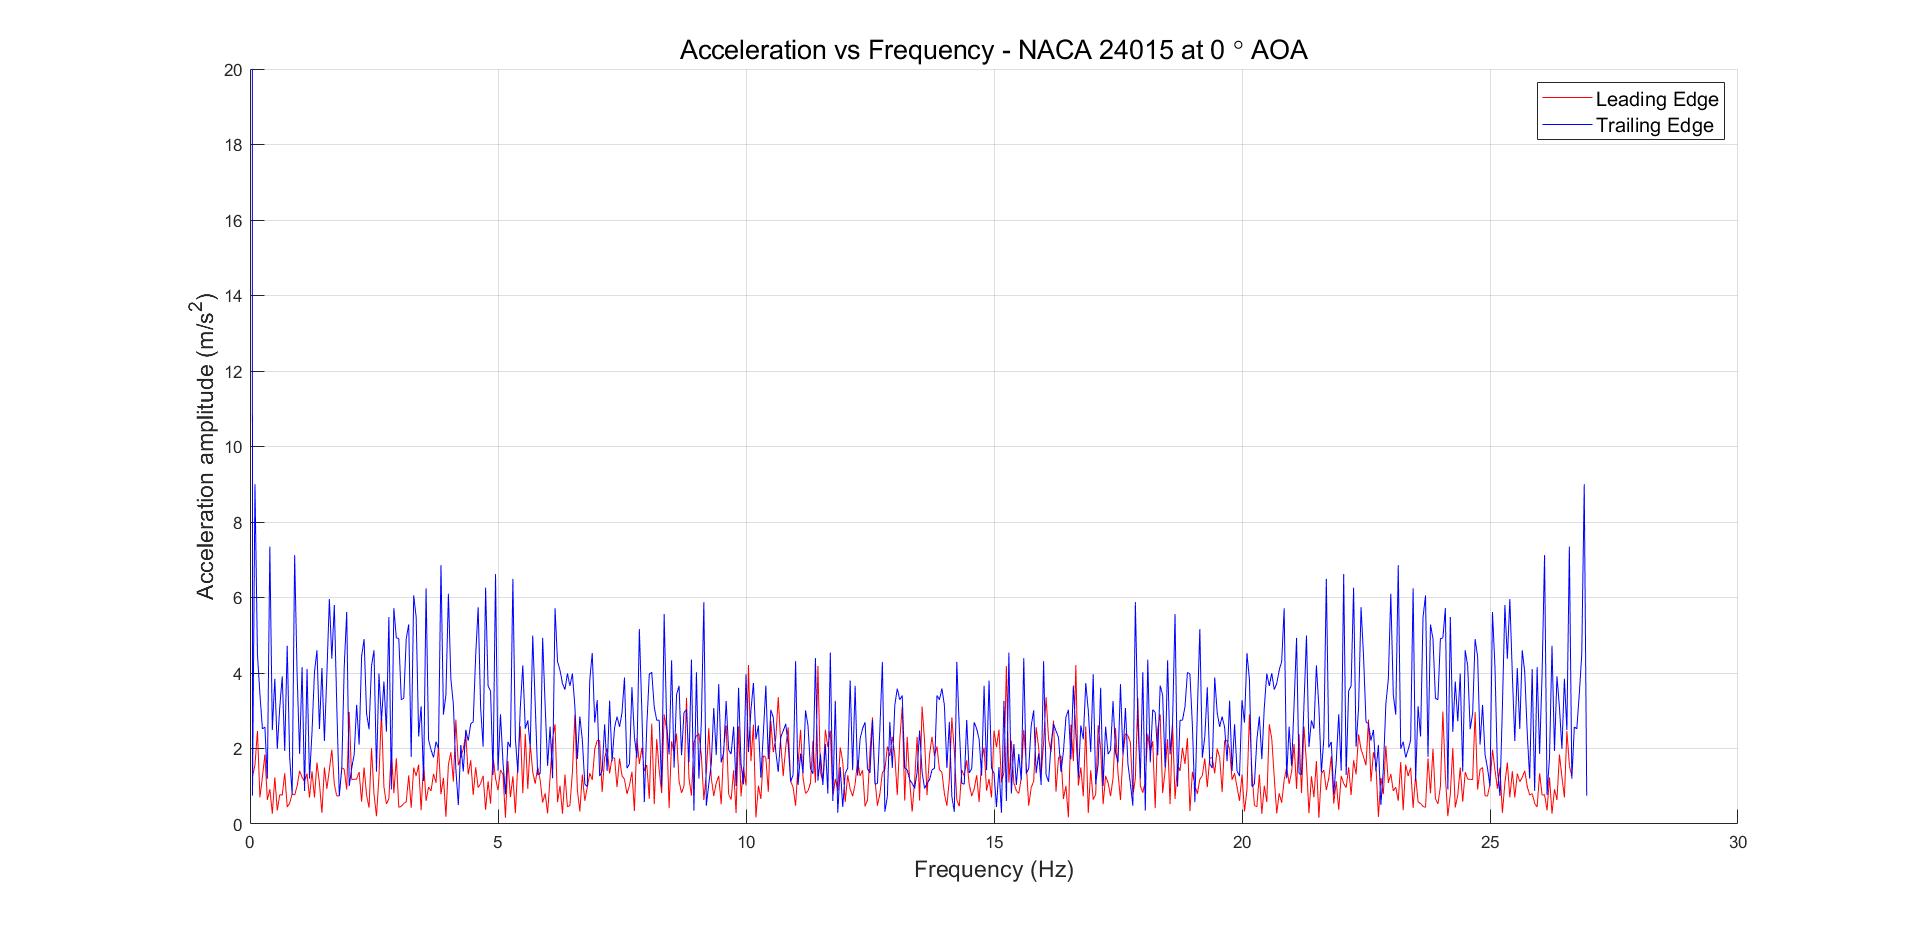 Acceleration vs Frequency - NACA 24015 at 0 ° AOA
Leading Edge
Trailing Edge
Acceleration amplitude (m/s²)
20
18
16
14
12
10
8
6
4
2
0
0 5 10 15 20 25 30
Frequency (Hz)